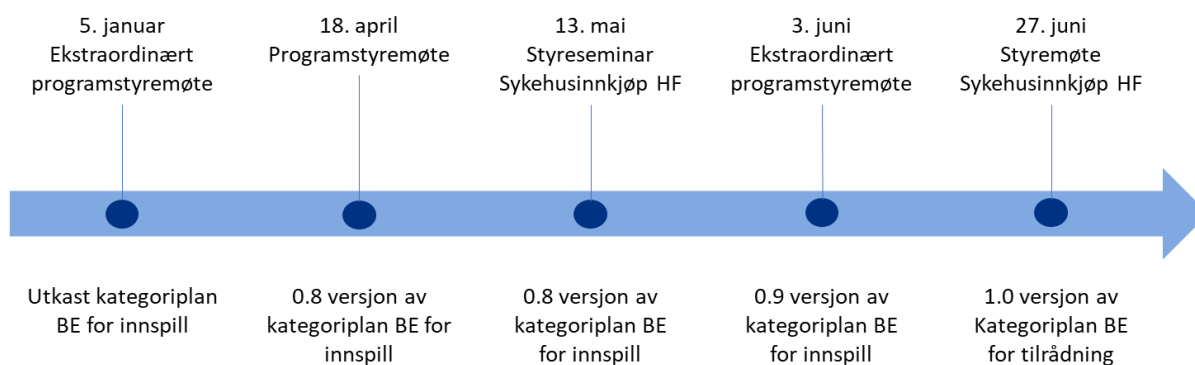 5. januar
Ekstraordinært
programstyremøte
18. april
Programstyremøte
13. mai
Styreseminar
Sykehusinnkjøp HF
3. juni
Ekstraordinært
programstyremøte
27. juni
Styremøte
Sykehusinnkjøp HF
Utkast kategoriplan
BE for innspill
0.8 versjon av
kategoriplan BE for
innspill
0.8 versjon av
kategoriplan BE
for innspill
0.9 versjon av
kategoriplan BE
for innspill
1.0 versjon av
Kategoriplan BE
for tilrådning